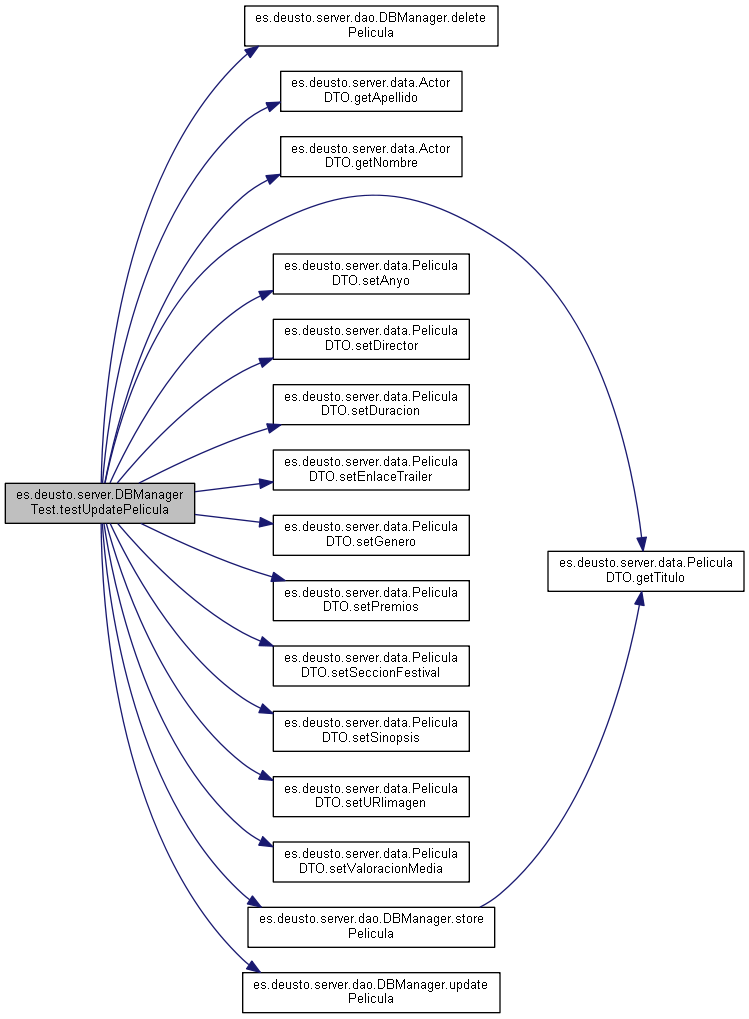 es.deusto.server.dao.DBManager.delete
Pelicula
es.deusto.server.data.Actor
DTO.getApellido
es.deusto.server.data.Actor
DTO.getNombre
es.deusto.server.data.Pelicula
DTO.setAnyo
es.deusto.server.data.Pelicula
DTO.setDirector
es.deusto.server.data.Pelicula
DTO.setDuracion
es.deusto.server.data.Pelicula
DTO.setEnlaceTrailer
es.deusto.server.DBManager
Test.testUpdatePelicula
es.deusto.server.data.Pelicula
DTO.setGenero
es.deusto.server.data.Pelicula
DTO.getTitulo
es.deusto.server.data.Pelicula
DTO.setPremios
es.deusto.server.data.Pelicula
DTO.setSeccionFestival
es.deusto.server.data.Pelicula
DTO.setSinopsis
es.deusto.server.data.Pelicula
DTO.setURlimagen
es.deusto.server.data.Pelicula
DTO.setValoracionMedia
es.deusto.server.dao.DBManager.store
Pelicula
es.deusto.server.dao.DBManager.update
Pelicula